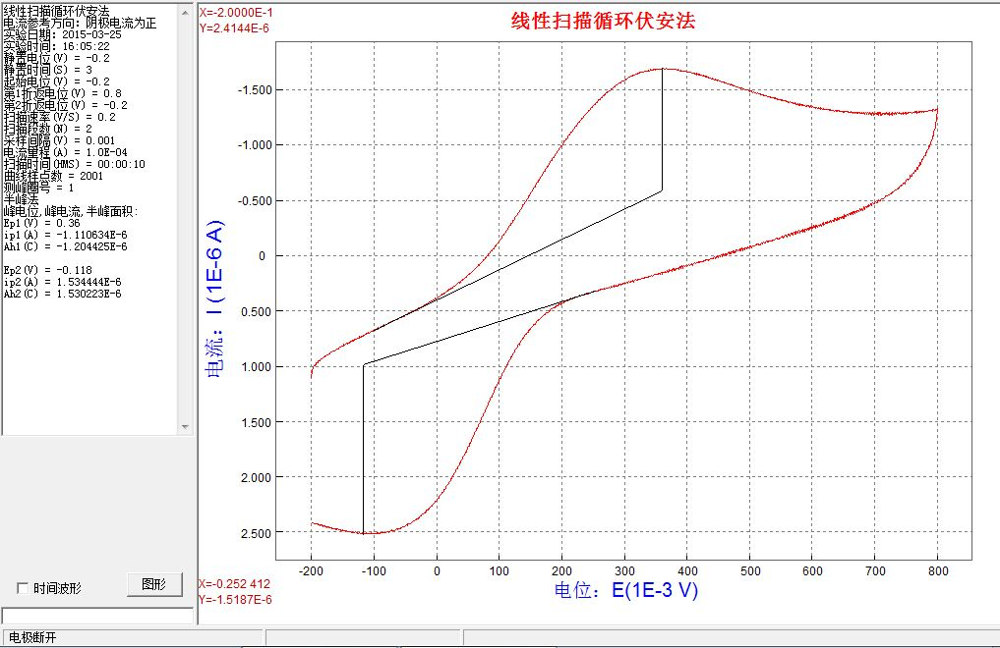 线性扫描循环伏安法
电流参考方向：阴极电流为正
实验日期：2015-03-25
实验时间：16:05:22
静置电位(V) = -0.2
静置时间(S) = 3
起始电位(V) = -0.2
第1折返电位(V) = 0.8
第2折返电位(V) = -0.2
扫描速率(V/S) = 0.2
扫描段数(N) = 2
采样间隔(V) = 0.001
电流量程(A) = 1.0E-04
扫描时间(HMS) = 00:00:10
曲线样点数 = 2001
测峰圈号 = 1
半峰法
峰电位,峰电流,半峰面积:
Ep1(V) = 0.36
ip1(A) = -1.110634E-6
Ah1(C) = -1.204425E-6
Ep2(V) = -0.118
ip2(A) = 1.534444E-6
Ah2(C) = 1.530223E-6
时间波形
图形
电极断开
X=-2.0000E-1
Y=2.4144E-6
线性扫描循环伏安法
-1.500
-1.000
-0.500
0
0.500
1.000
1.500
2.000
2.500
电流：I(1E-6 A)
-200 -100 0 100 200 300 400 500 600 700 800
电位：E(1E-3 V)
X=-0.252 412
Y=-1.5187E-6